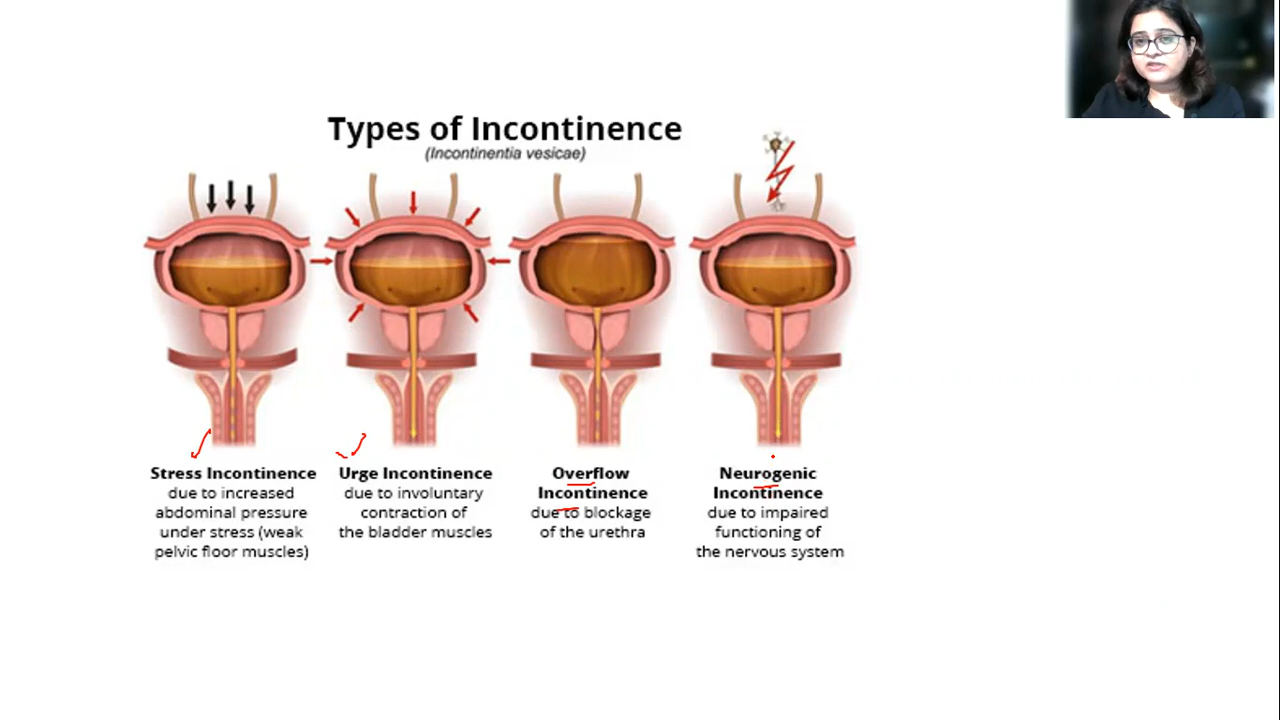 Types of Incontinence
(Incontinentia vesicae)
Stress Incontinence
due to increased
abdominal pressure
under stress (weak
pelvic floor muscles)
Urge Incontinence
due to involuntary
contraction of
the bladder muscles
Overflow
Incontinence
due to blockage
of the urethra
Neurogenic
Incontinence
due to impaired
functioning of
the nervous system